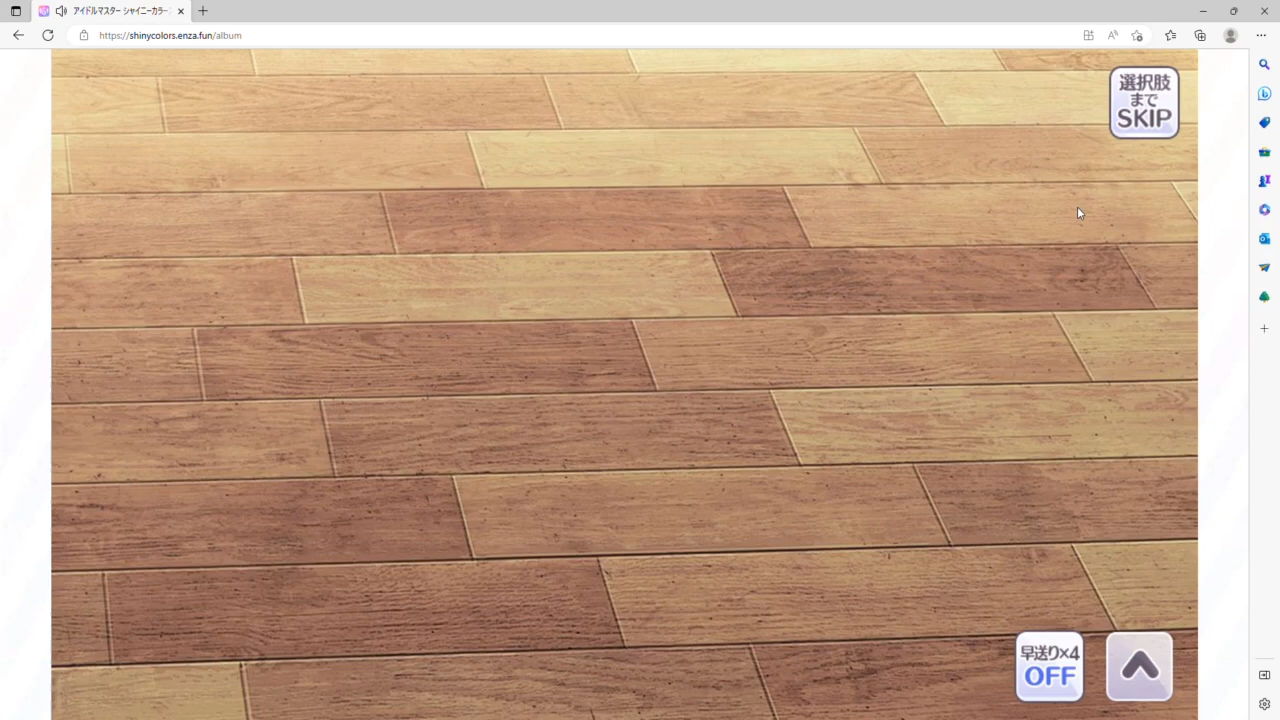 アイドルマスター シャイニーカラー
https://shinycolors.enza.fun/album
選択肢
まで
SKIP
早送り×4
OFF